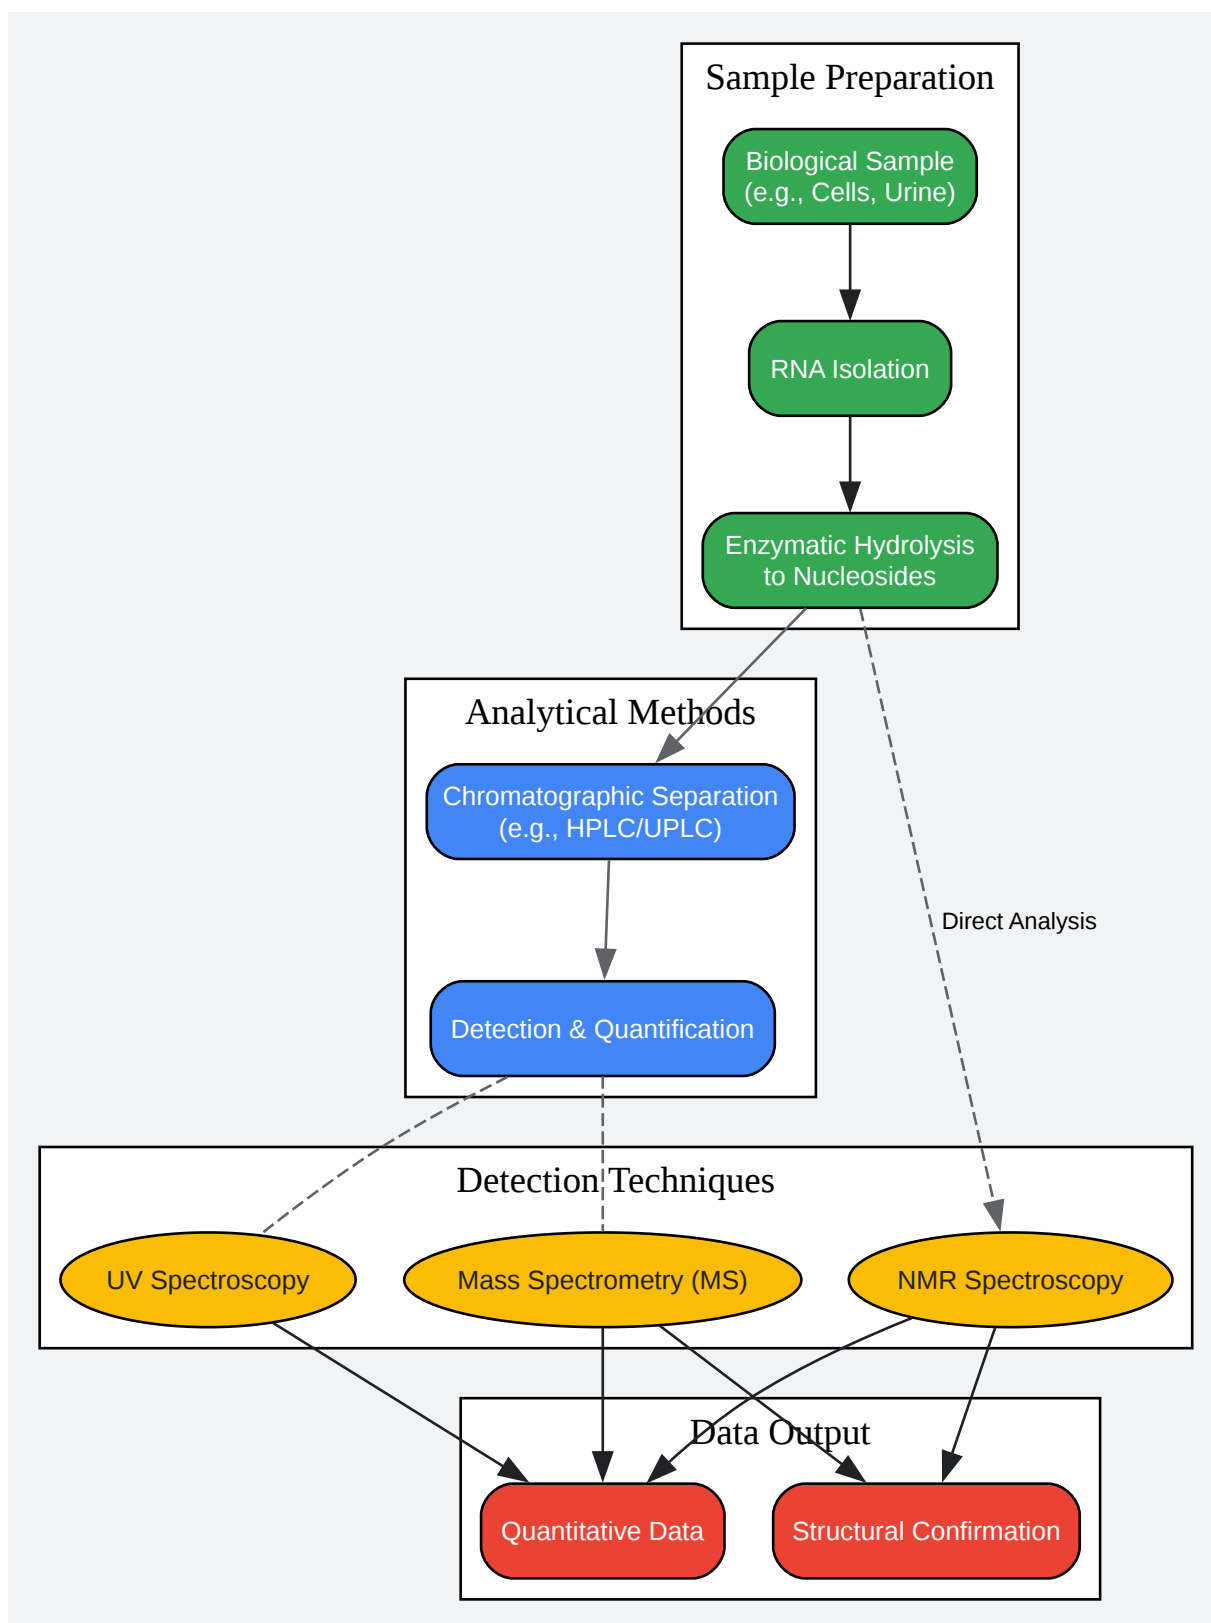 Sample Preparation
Biological Sample
(e.g., Cells, Urine)
RNA Isolation
Enzymatic Hydrolysis
to Nucleosides
Analytical Methods
Chromatographic Separation
(e.g., HPLC/UPLC)
Direct Analysis
Detection & Quantification
Detection Techniques
UV Spectroscopy
Mass Spectrometry (MS)
NMR Spectroscopy
Data Output
Quantitative Data
Structural Confirmation